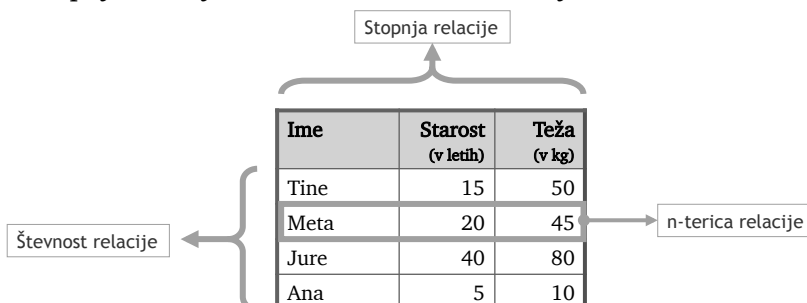 Stopnja relacije
Ime Starost Teža
(v letih) (v kg)
Tine 15 50
Meta 20 45
n-terica relacije
Števnost relacije
Jure 40 80
Ana 5 10